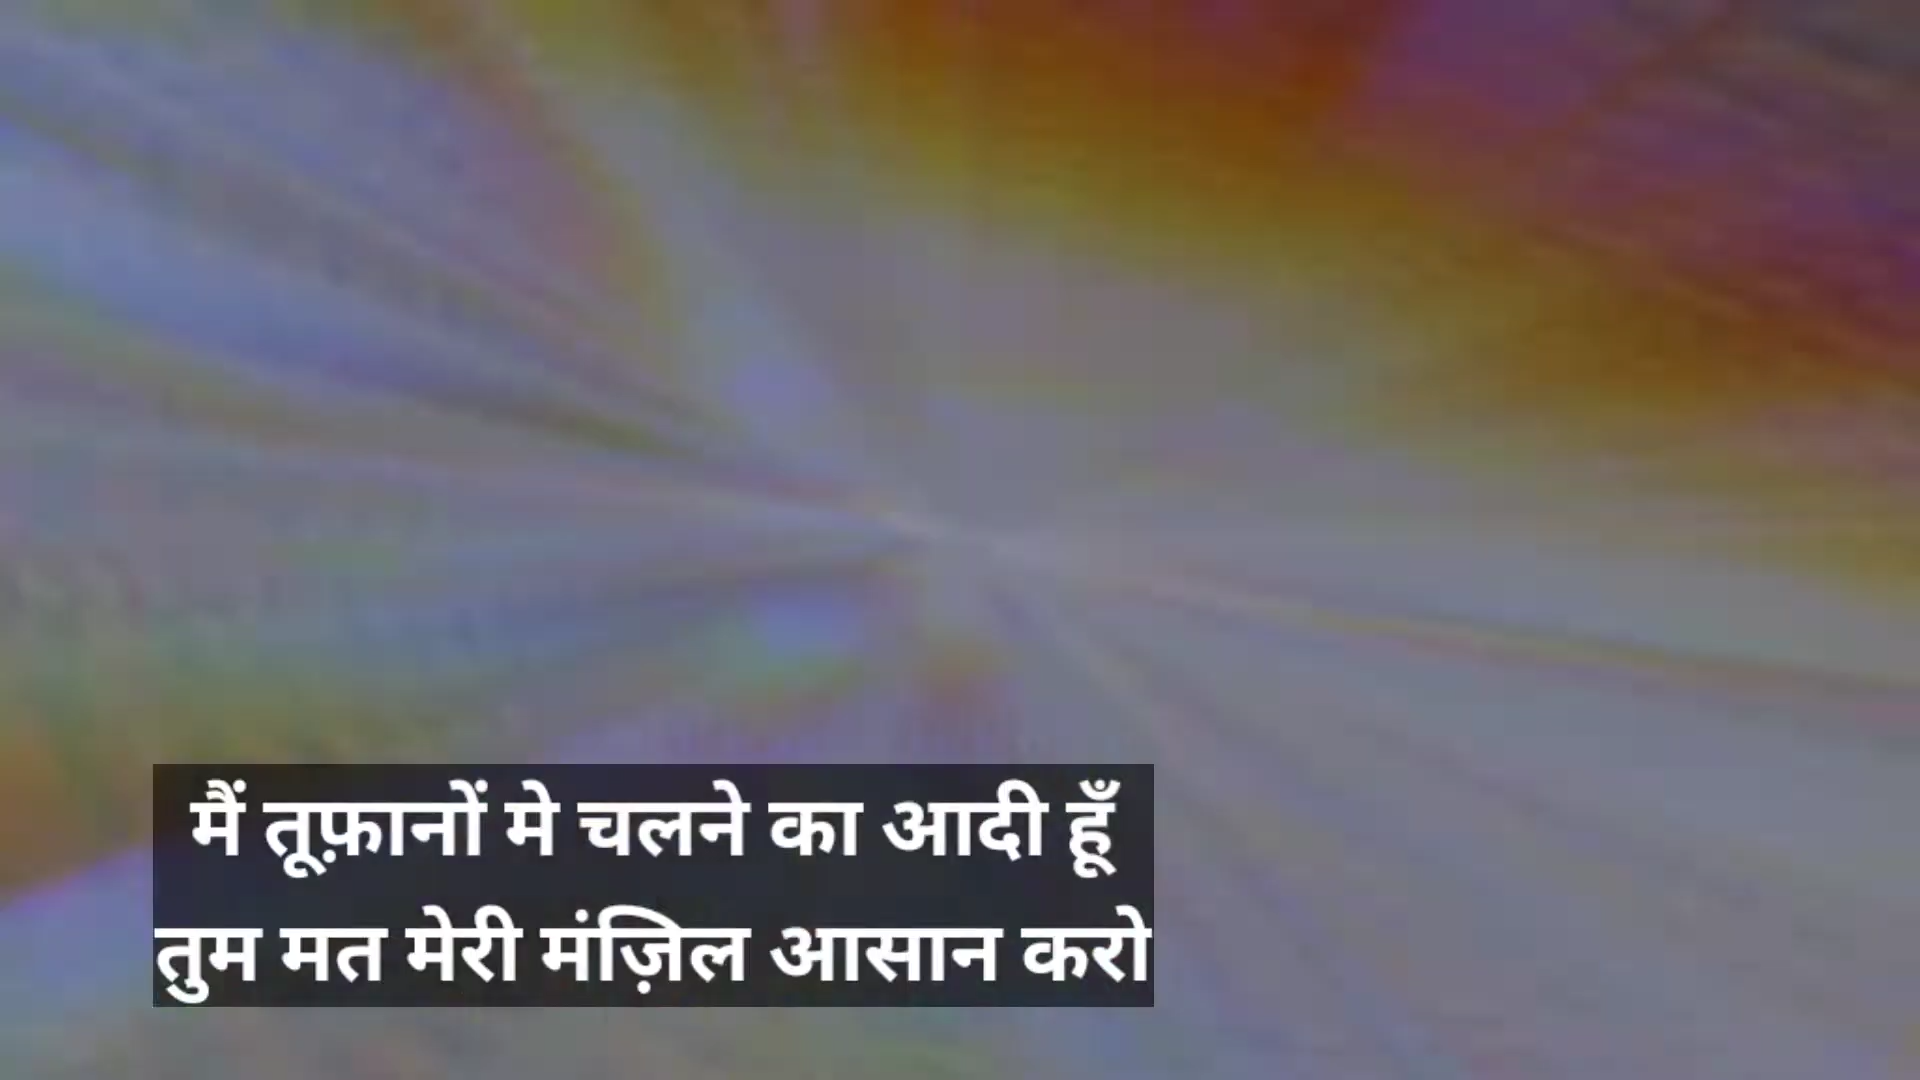 मैं तूफ़ानों मे चलने का आदी हूँ
तुम मत मेरी मंज़िल आसान करो